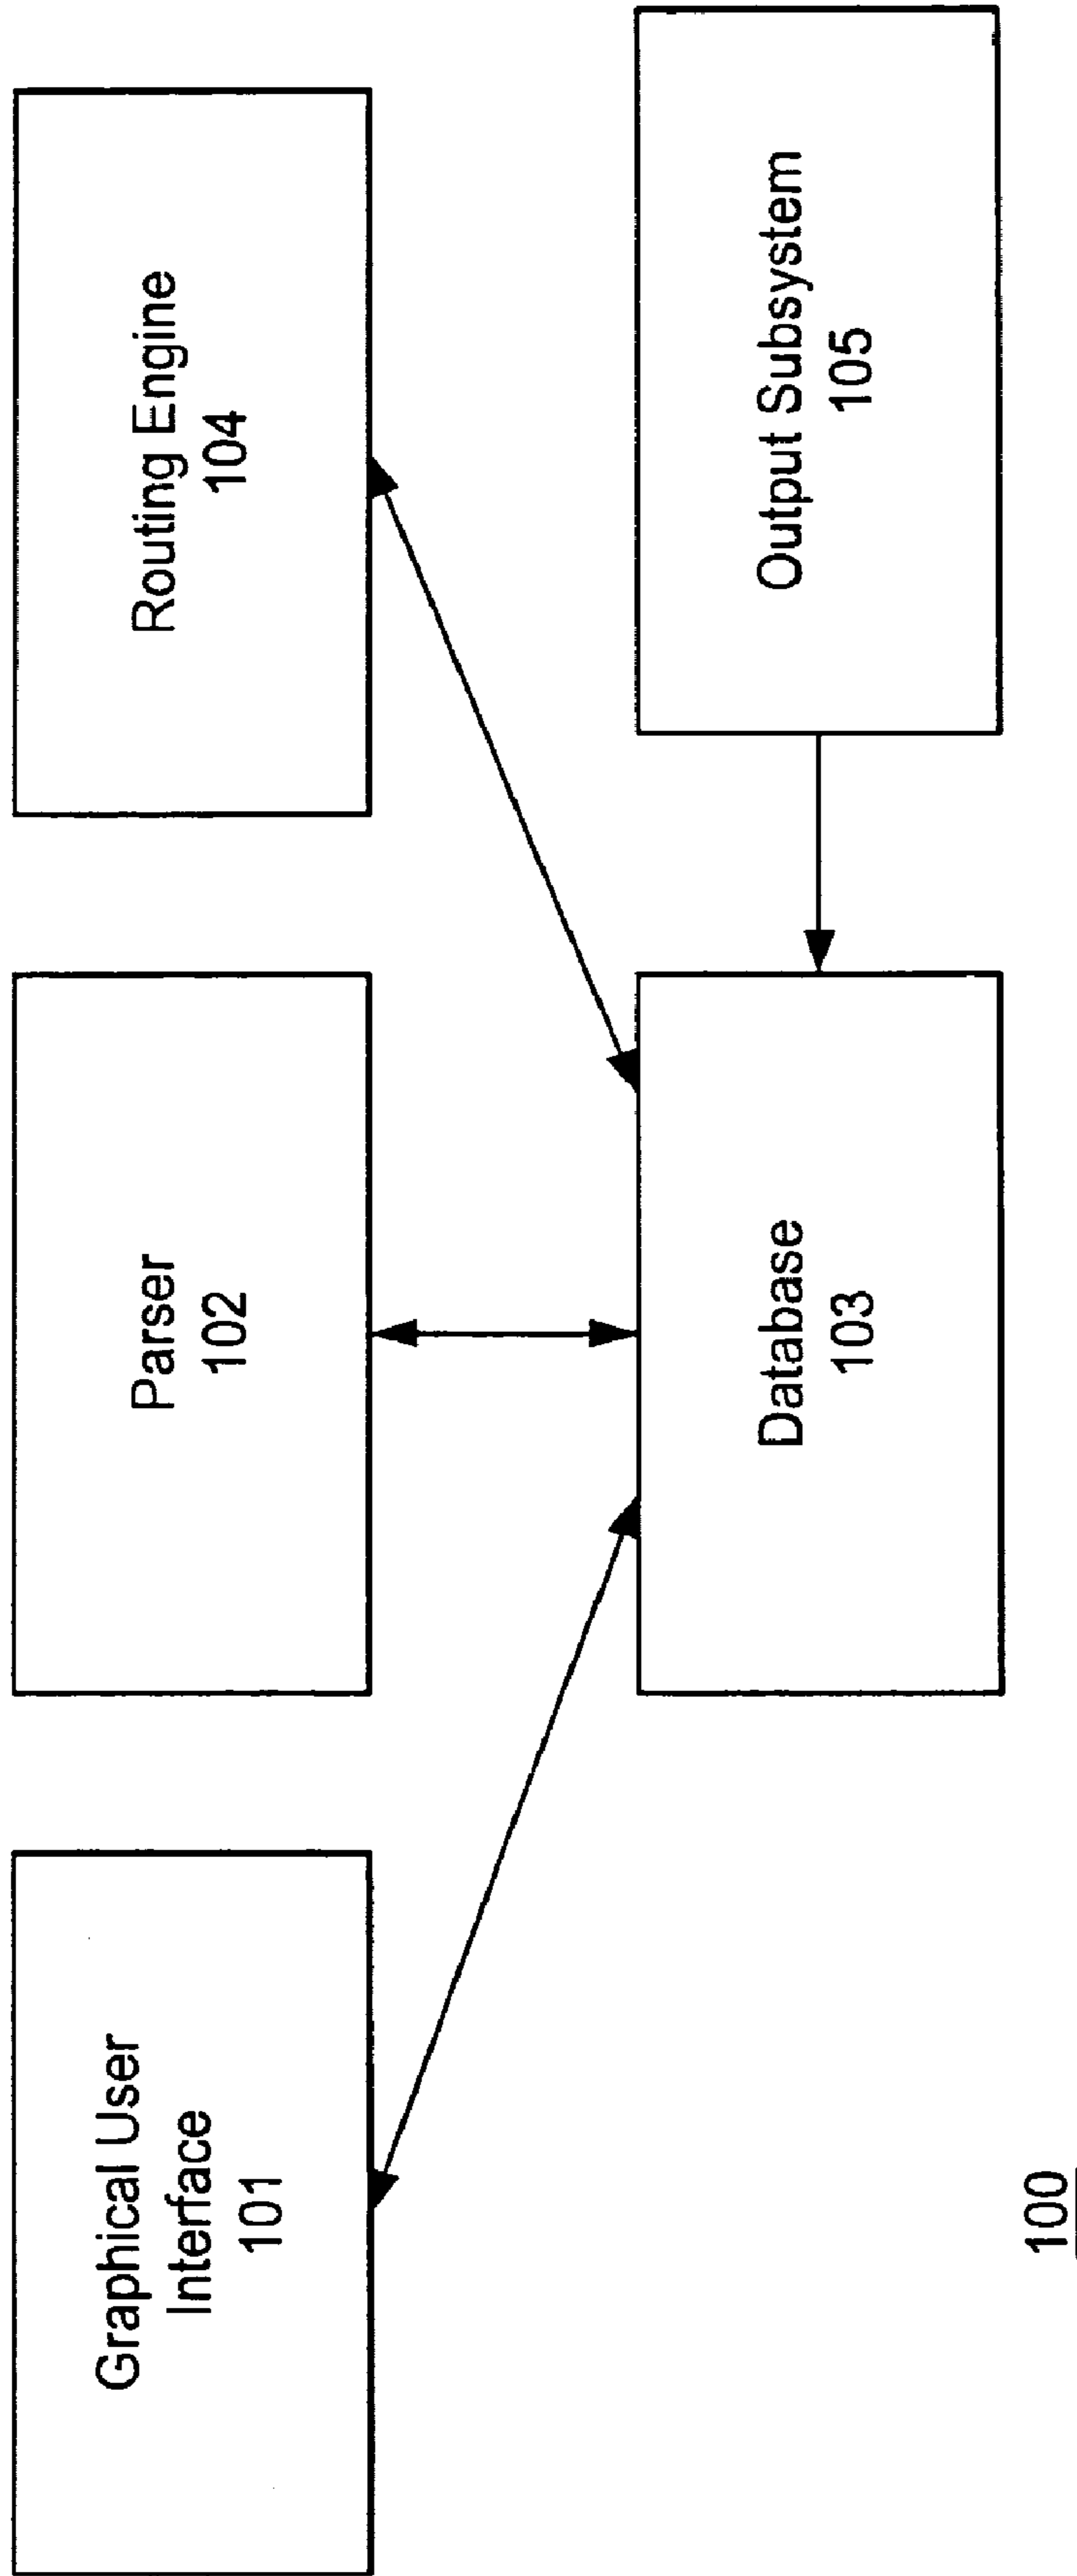 Graphical User
Interface
101
Parser
102
Routing Engine
104
Database
103
Output Subsystem
105
100